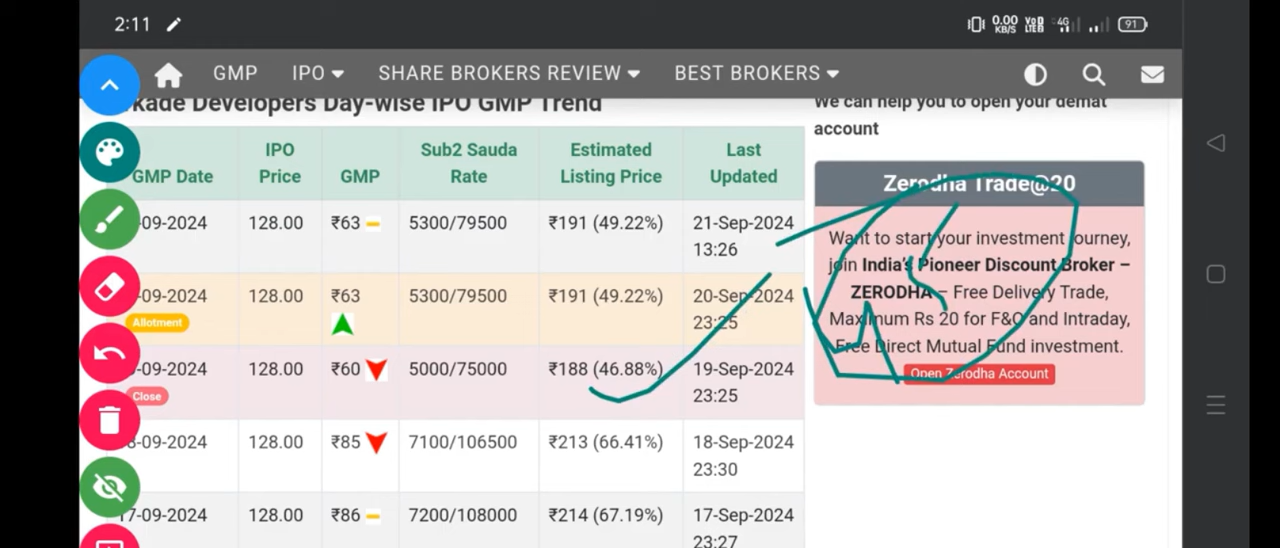 2:11
0.00 KB/S
4G
91
GMP
IPO
SHARE BROKERS REVIEW
BEST BROKERS
kade Developers Day-wise IPO GMP Trend
GMP Date
IPO Price
GMP
Sub2 Sauda Rate
Estimated Listing Price
Last Updated
-09-2024
128.00
₹63
5300/79500
₹191 (49.22%)
21-Sep-2024 13:26
-09-2024
Allotment
128.00
₹63
5300/79500
₹191 (49.22%)
20-Sep-2024 23:25
-09-2024
Close
128.00
₹60
5000/75000
₹188 (46.88%)
19-Sep-2024 23:25
8-09-2024
128.00
₹85
7100/106500
₹213 (66.41%)
18-Sep-2024 23:30
17-09-2024
128.00
₹86
7200/108000
₹214 (67.19%)
17-Sep-2024 23:27
We can help you to open your demat
account
Zerodha Trade@20
Want to start your investment journey,
join India's Pioneer Discount Broker –
ZERODHA – Free Delivery Trade,
Maximum Rs 20 for F&O and Intraday,
Free Direct Mutual Fund investment.
Open Zerodha Account